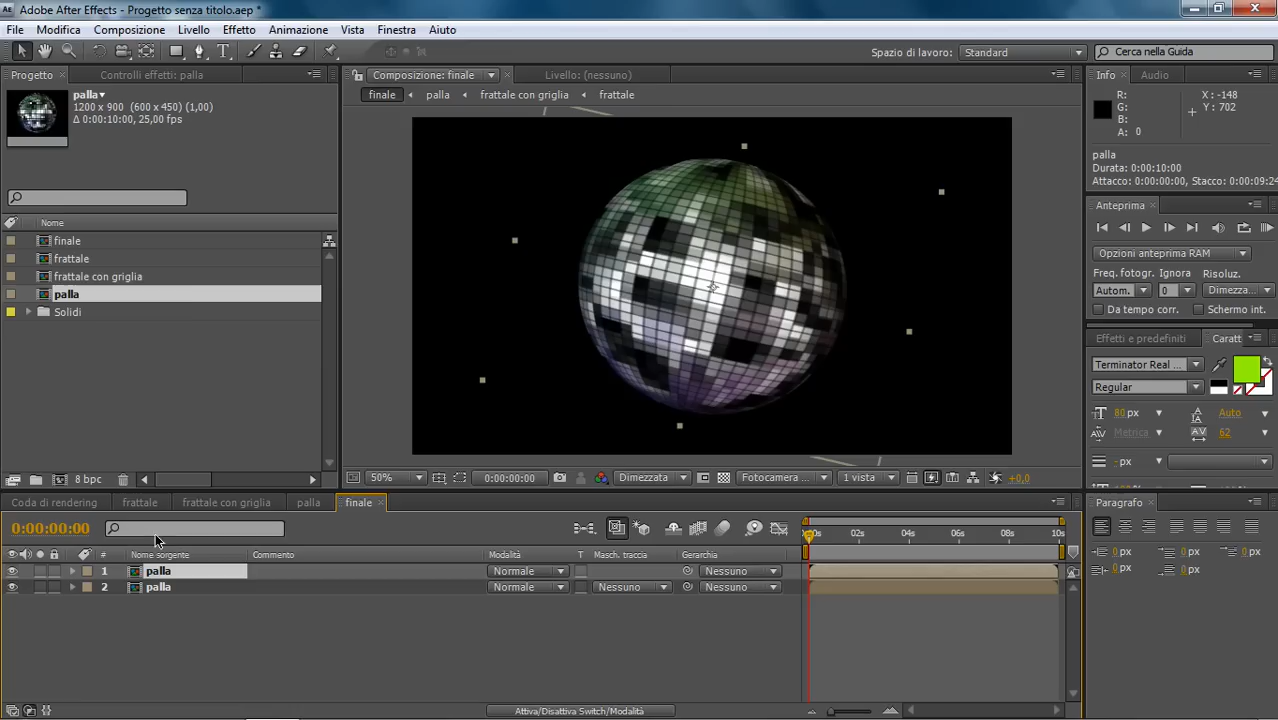 Adobe After Effects - Progetto senza titolo.aep *
File Modifica Composizione Livello Effetto Animazione Vista Finestra Aiuto
Spazio di lavoro: Standard Cerca nella Guida
Progetto Controlli effetti: palla Composizione: finale Livello: (nessuno) Info Audio
palla▾
1200 x 900 (600 x 450) (1,00)
Δ 0:00:10:00, 25,00 fps
finale palla frattale con griglia frattale
R: X : -148
G: Y : 702
B:
A: 0
palla
Durata: 0:00:10:00
Attacco: 0:00:00:00, Stacco: 0:00:09:24
Anteprima
Opzioni anteprima RAM
Freq. fotogr. Ignora Risoluz.
Autom. 0 Dimezza...
Da tempo corr. Schermo int.
Nome
finale
frattale
frattale con griglia
palla
Solidi
Effetti e predefiniti Caratt
Terminator Real ...
Regular
80 px Auto
Metrica 62
- px
8 bpc 50% 0:00:00:00 Dimezzata Fotocamera ... 1 vista +0,0
Coda di rendering frattale frattale con griglia palla finale
0:00:00:00
Paragrafo
0 px 0 px 0 px
0 px 0 px
00s 02s 04s 06s 08s 10s
# Nome sorgente Commento Modalità T Masch. traccia Gerarchia
1 palla Normale Nessuno
2 palla Normale Nessuno Nessuno
Attiva/Disattiva Switch/Modalità